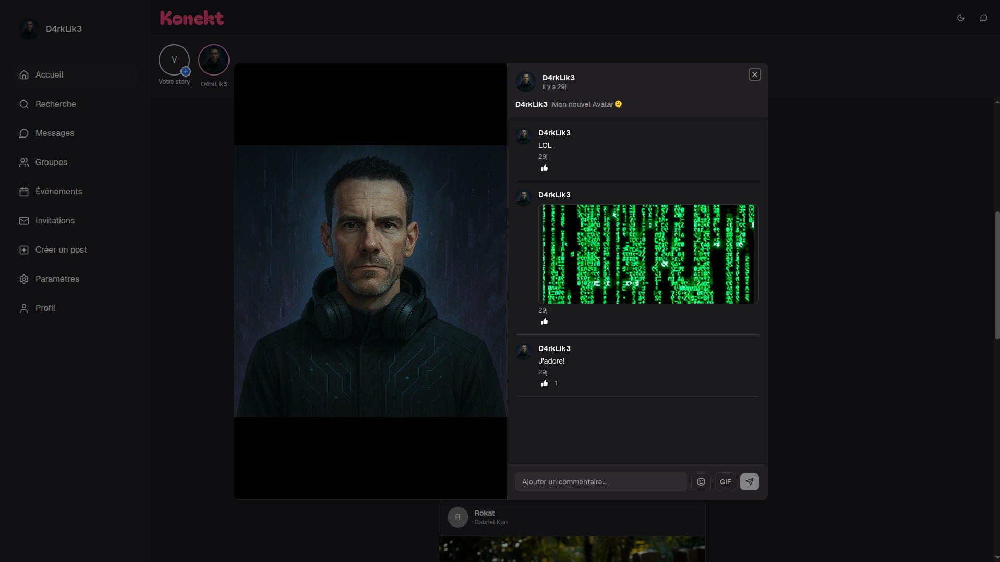 D4rkLik3
Accueil
Recherche
Messages
Groupes
Événements
Invitations
Créer un post
Paramètres
Profil
Konekt
V
Votre story
D4rkLik3
D4rkLik3
il y a 29j
D4rkLik3 Mon nouvel Avatar🫠
D4rkLik3
LOL
29j
D4rkLik3
29j
D4rkLik3
J'adore!
29j
1
Ajouter un commentaire...
GIF
R
Rokat
Gabriel Kpn